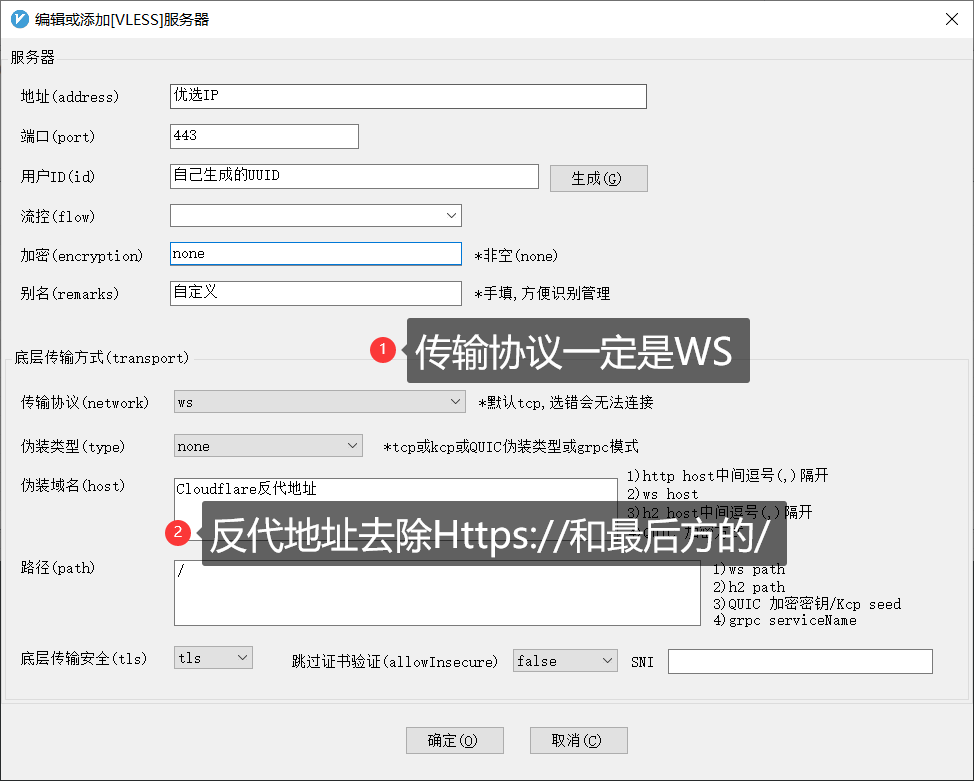 编辑或添加[VLESS]服务器
服务器
地址(address) 优选IP
端口(port) 443
用户ID(id) 自己生成的UUID 生成(G)
流控(flow)
加密(encryption) none *非空(none)
别名(remarks) 自定义 *手填,方便识别管理
1 传输协议一定是WS
底层传输方式(transport)
传输协议(network) ws *默认tcp,选错会无法连接
伪装类型(type) none *tcp或kcp或QUIC伪装类型或grpc模式
伪装域名(host) Cloudflare反代地址
1)http host中间逗号(,)隔开
2)ws host
3)h2 host中间逗号(,)隔开
2 反代地址去除Https://和最后方的/
路径(path) /
1)ws path
2)h2 path
3)QUIC 加密密钥/Kcp seed
4)grpc serviceName
底层传输安全(tls) tls 跳过证书验证(allowInsecure) false SNI
确定(O) 取消(C)